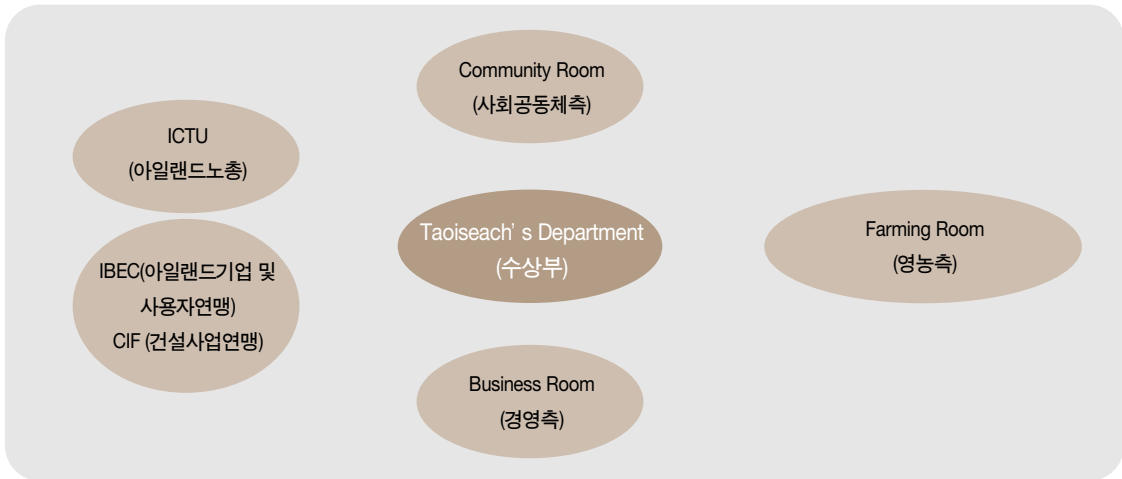 Community Room
(사회공동체측)
ICTU
(아일랜드노총)
Taoiseach’ s Department
(수상부)
Farming Room
(영농측)
IBEC(아일랜드기업 및
사용자연맹)
CIF (건설사업연맹)
Business Room
(경영측)